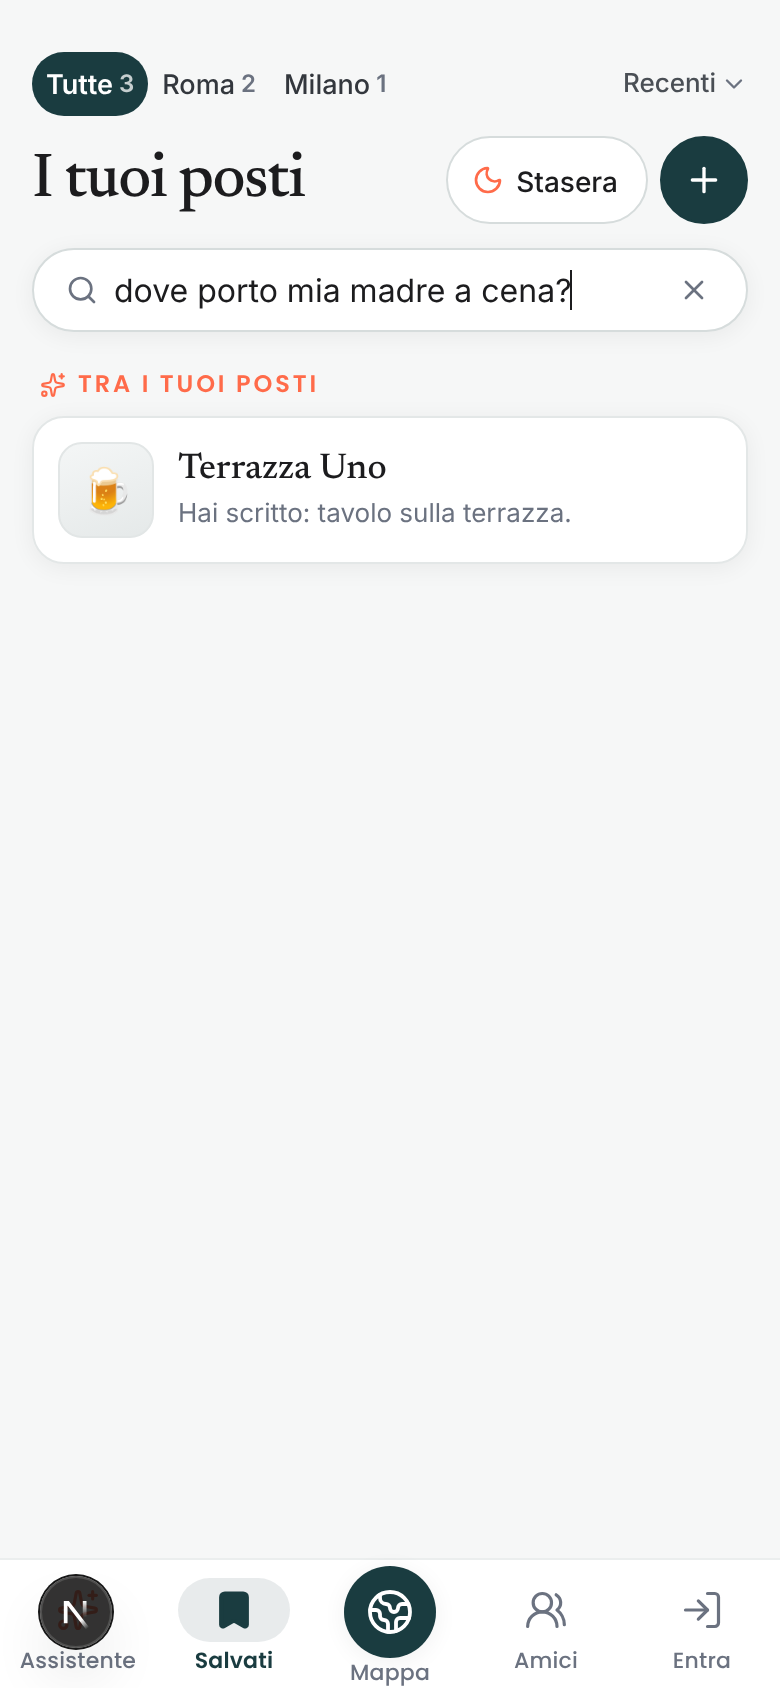 Tutte 3 Roma 2 Milano 1 Recenti
I tuoi posti
Stasera
dove porto mia madre a cena?
TRA I TUOI POSTI
Terrazza Uno
Hai scritto: tavolo sulla terrazza.
N
Assistente Salvati Mappa Amici Entra